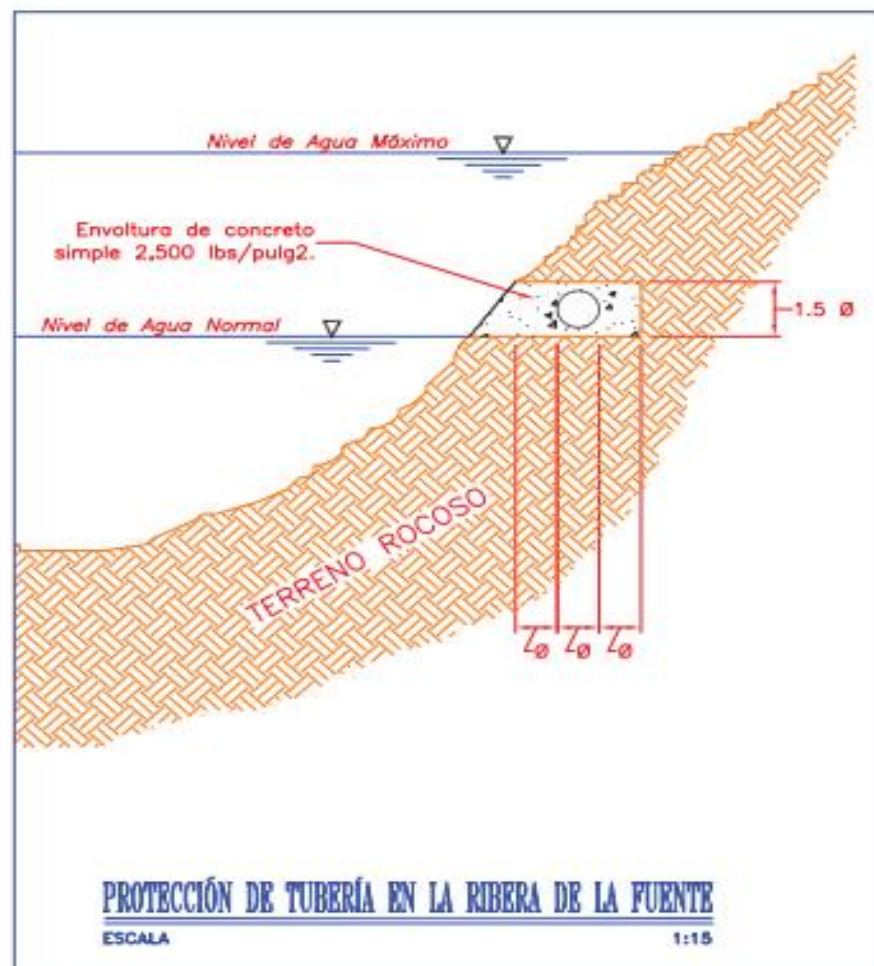 Nivel de Agua Máximo
Envoltura de concreto
simple 2,500 lbs/pulg2.
1.5 Ø
Nivel de Agua Normal
TERRENO ROCOSO
Ø Ø Ø
PROTECCIÓN DE TUBERÍA EN LA RIBERA DE LA FUENTE
ESCALA 1:15